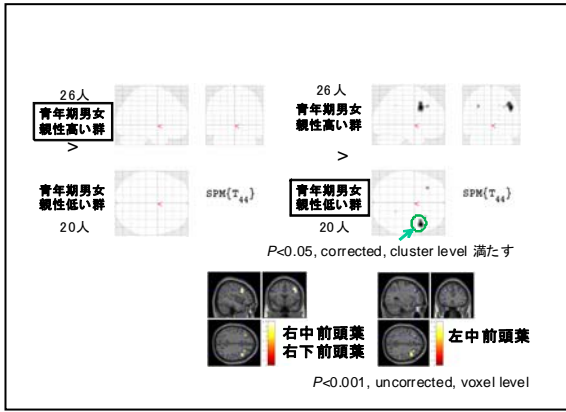 26人
青年期男女
親性高い群
>
青年期男女
親性低い群
20人
SPM{T44}
26人
青年期男女
親性高い群
>
青年期男女
親性低い群
20人
SPM{T44}
P<0.05, corrected, cluster level 満たす
右中前頭葉
右下前頭葉
左中前頭葉
P<0.001, uncorrected, voxel level